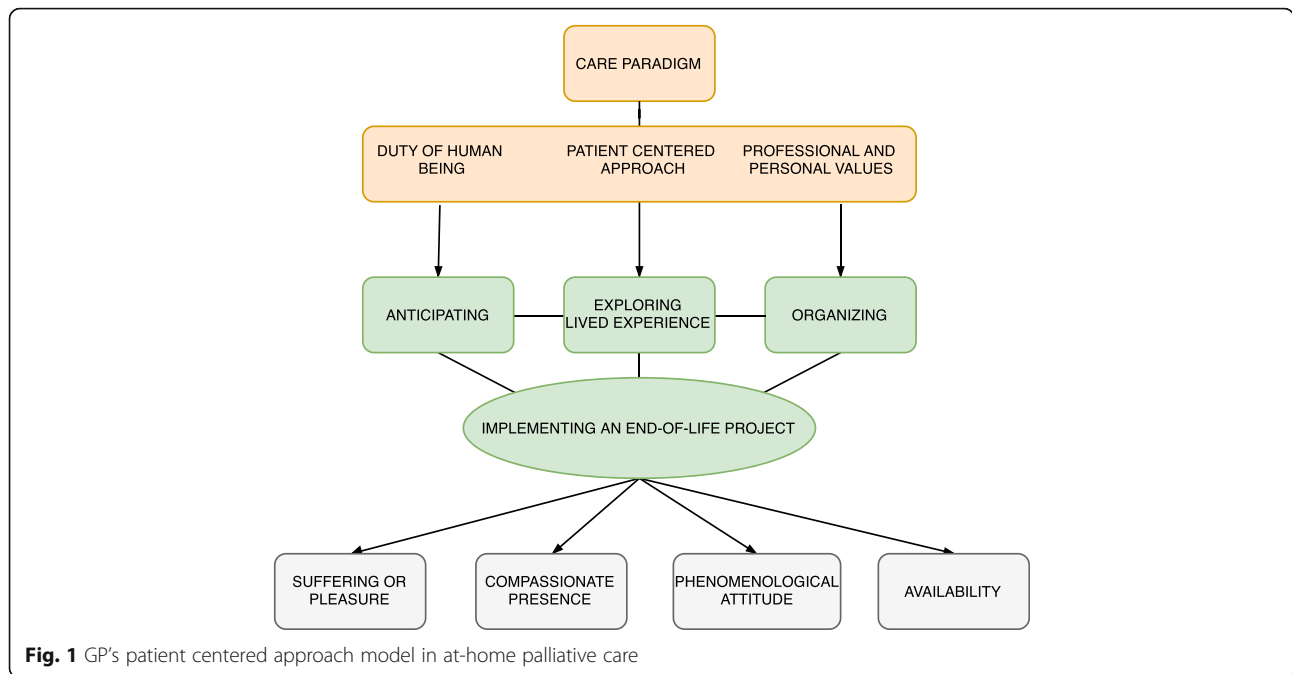 CARE PARADIGM
DUTY OF HUMAN
BEING
PATIENT CENTERED
APPROACH
PROFESSIONAL AND
PERSONAL VALUES
ANTICIPATING
EXPLORING
LIVED EXPERIENCE
ORGANIZING
IMPLEMENTING AN END-OF-LIFE PROJECT
SUFFERING OR
PLEASURE
COMPASSIONATE
PRESENCE
PHENOMENOLOGICAL
ATTITUDE
AVAILABILITY
Fig. 1 GP's patient centered approach model in at-home palliative care